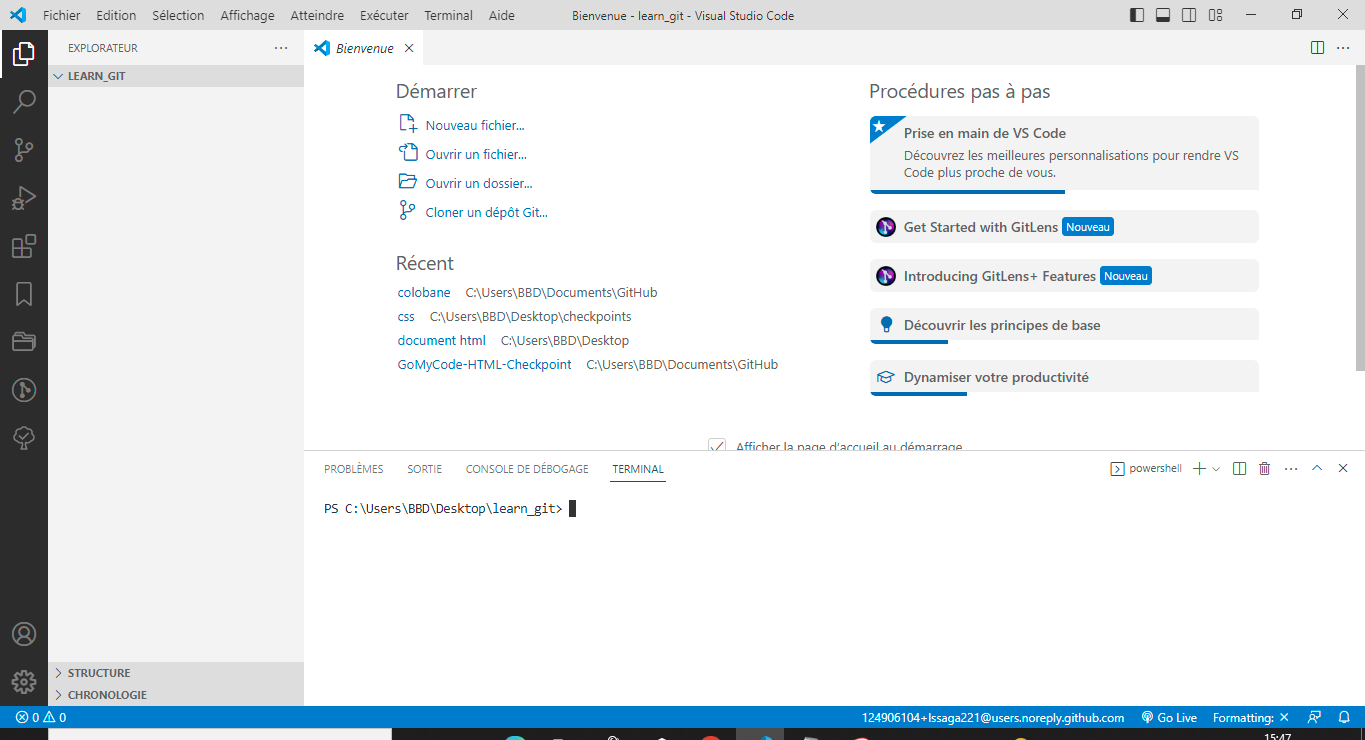 Fichier Edition Sélection Affichage Atteindre Exécuter Terminal Aide Bienvenue - learn_git - Visual Studio Code
EXPLORATEUR
LEARN_GIT
STRUCTURE
CHRONOLOGIE
Bienvenue
Démarrer
Nouveau fichier...
Ouvrir un fichier...
Ouvrir un dossier...
Cloner un dépôt Git...
Récent
colobane C:\Users\BBD\Documents\GitHub
css C:\Users\BBD\Desktop\checkpoints
document html C:\Users\BBD\Desktop
GoMyCode-HTML-Checkpoint C:\Users\BBD\Documents\GitHub
Procédures pas à pas
Prise en main de VS Code
Découvrez les meilleures personnalisations pour rendre VS
Code plus proche de vous.
Get Started with GitLens Nouveau
Introducing GitLens+ Features Nouveau
Découvrir les principes de base
Dynamiser votre productivité
Afficher la page d'accueil au démarrage
PROBLÈMES SORTIE CONSOLE DE DÉBOGAGE TERMINAL powershell
PS C:\Users\BBD\Desktop\learn_git>
0 0 124906104+Issaga221@users.noreply.github.com Go Live Formatting: ✕
15:47